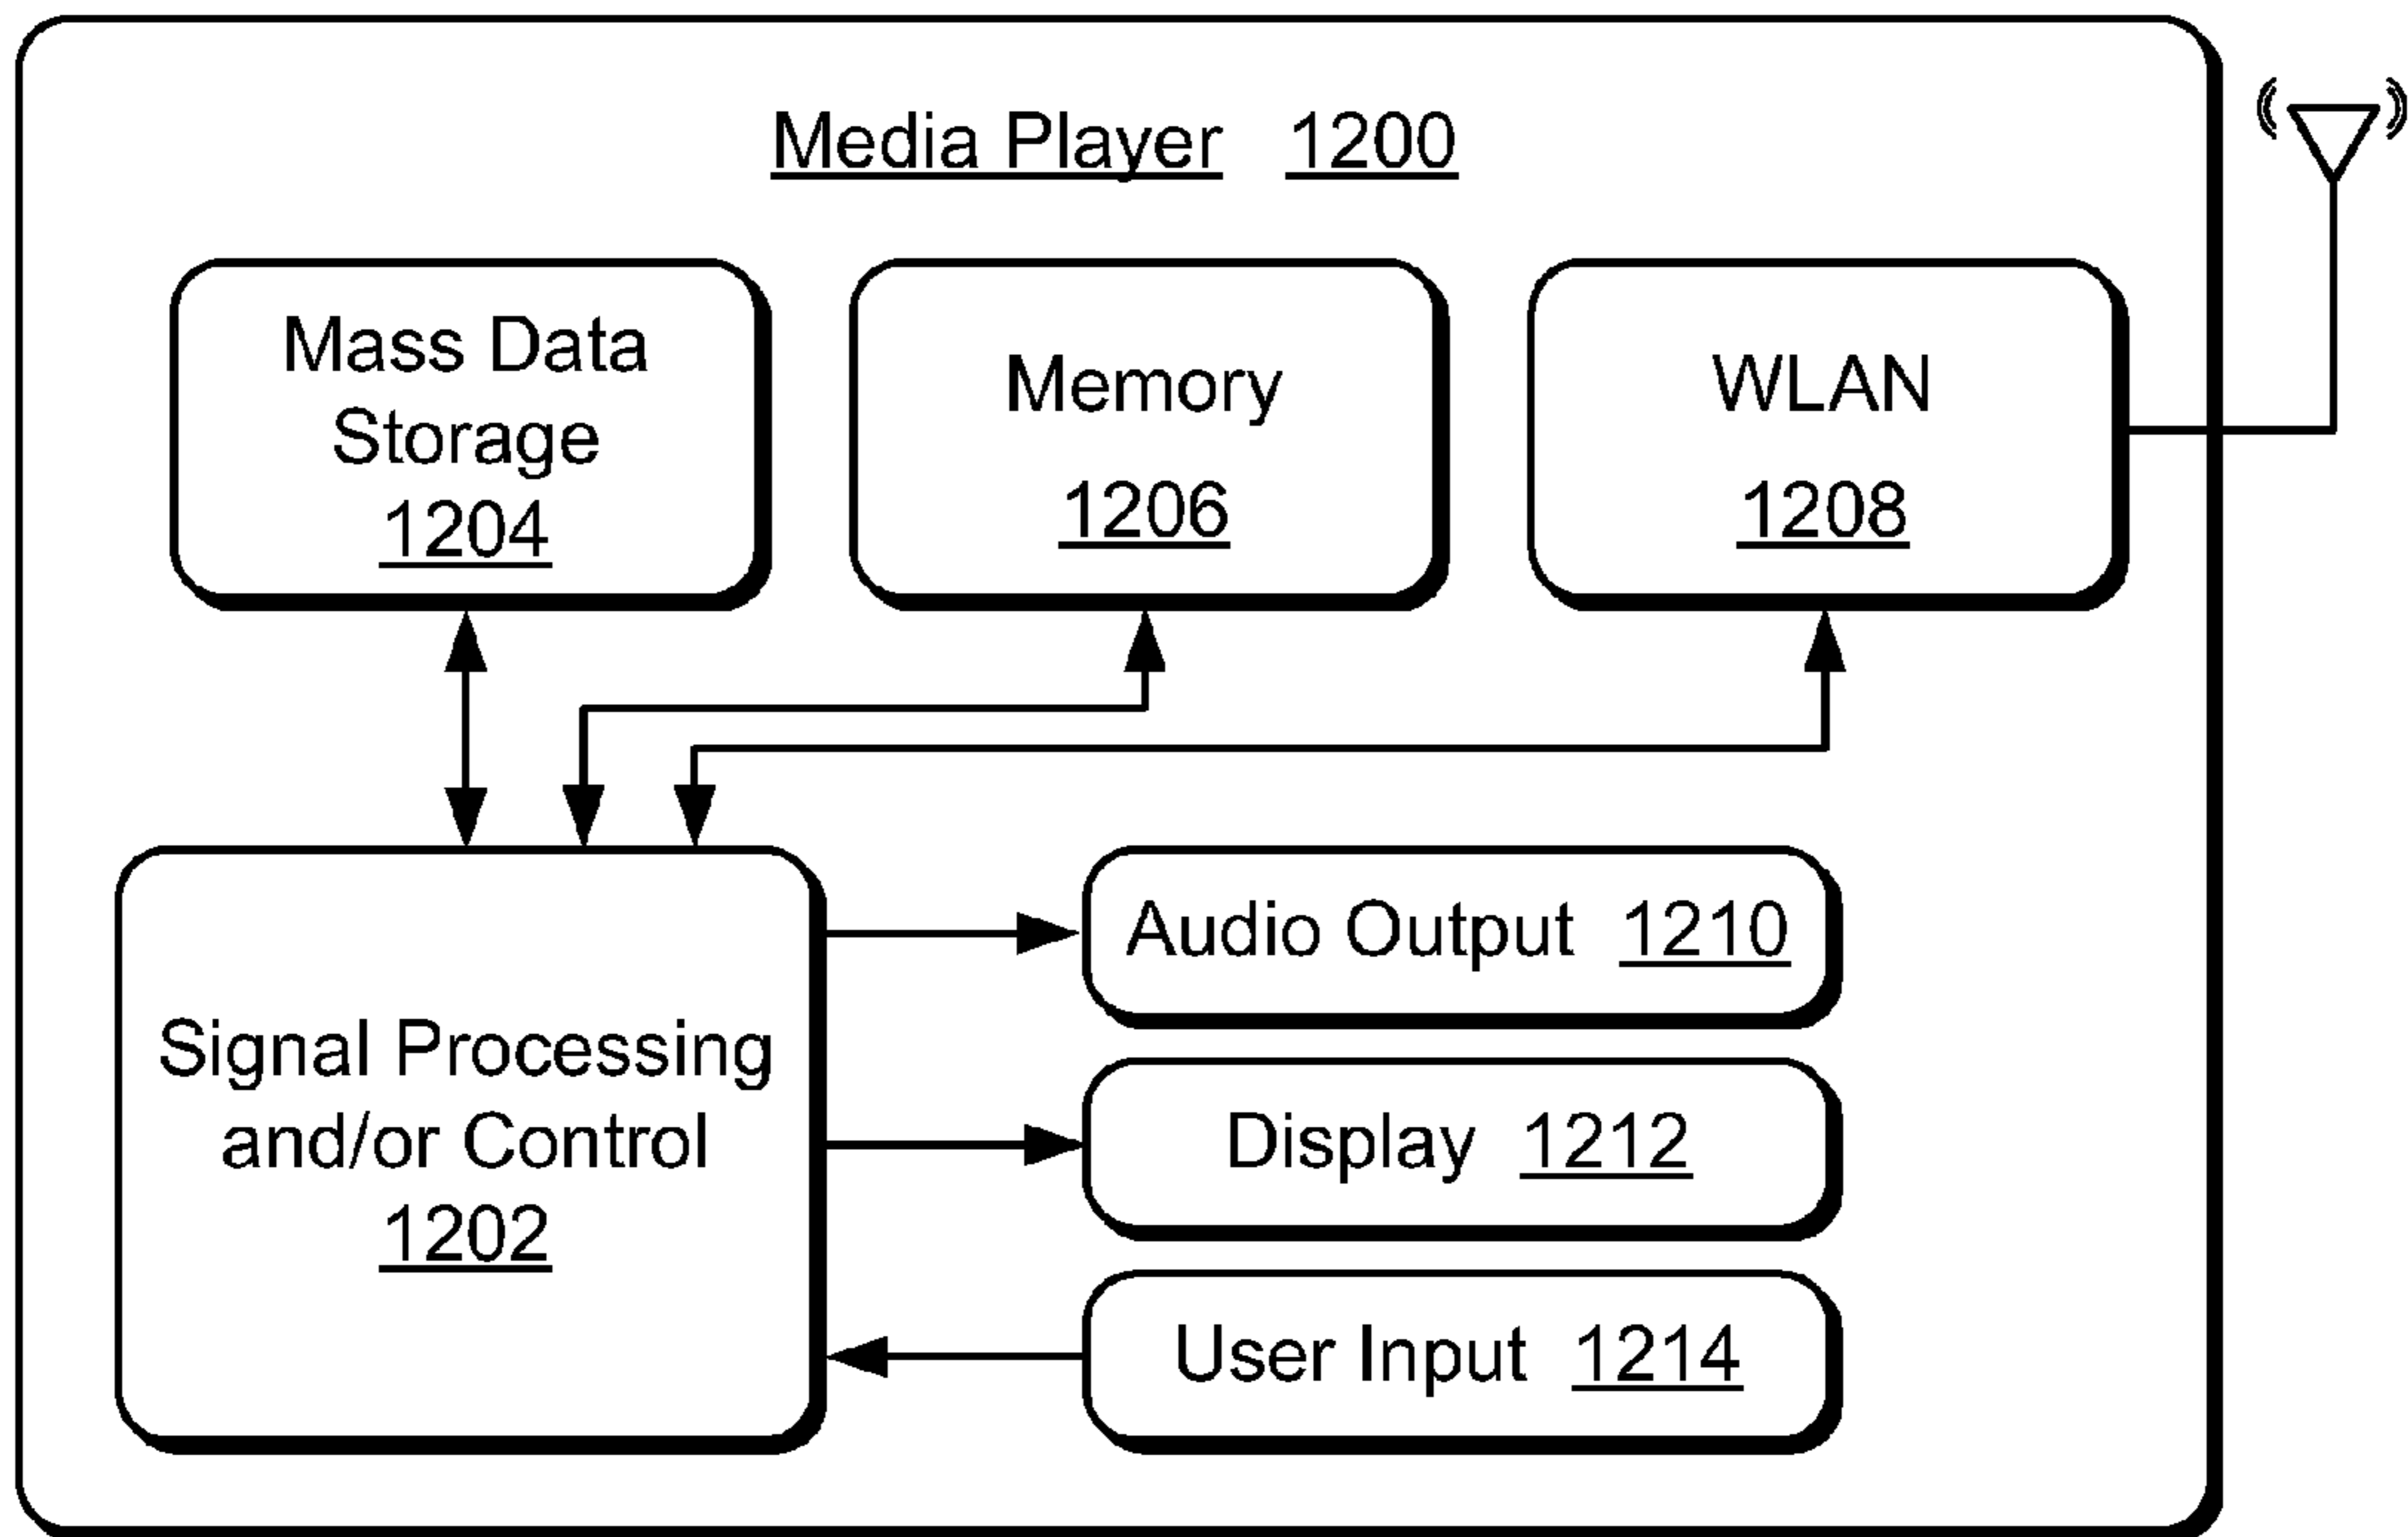 Media Player 1200
Mass Data
Storage
1204
Memory
1206
WLAN
1208
Signal Processing
and/or Control
1202
Audio Output 1210
Display 1212
User Input 1214